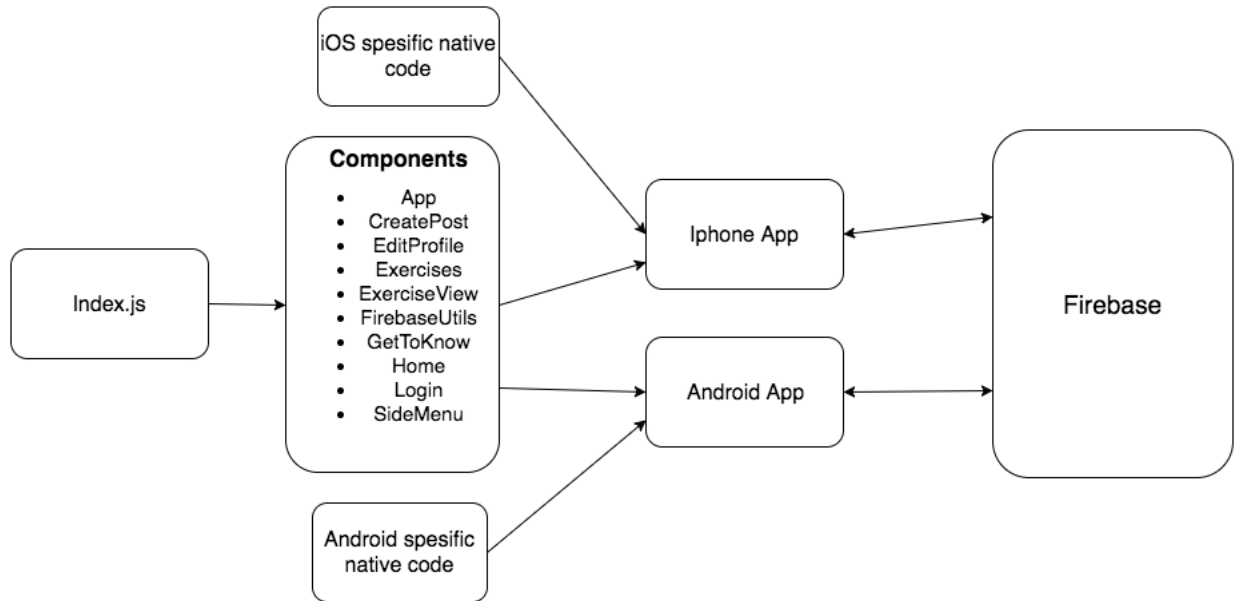 iOS spesific native
code
Components
App
CreatePost
EditProfile
Exercises
ExerciseView
FirebaseUtils
GetToKnow
Home
Login
SideMenu
Index.js
Iphone App
Android App
Firebase
Android spesific
native code